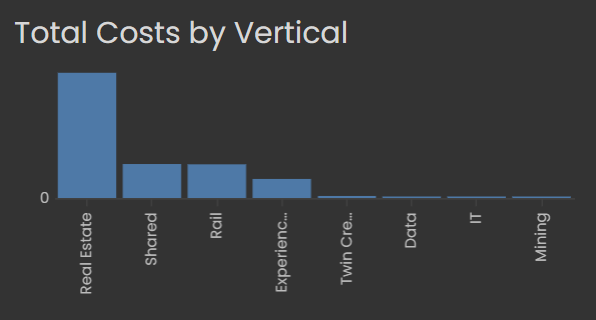 Total Costs by Vertical
0
Real Estate
Shared
Rail
Experienc...
Twin Cre...
Data
IT
Mining